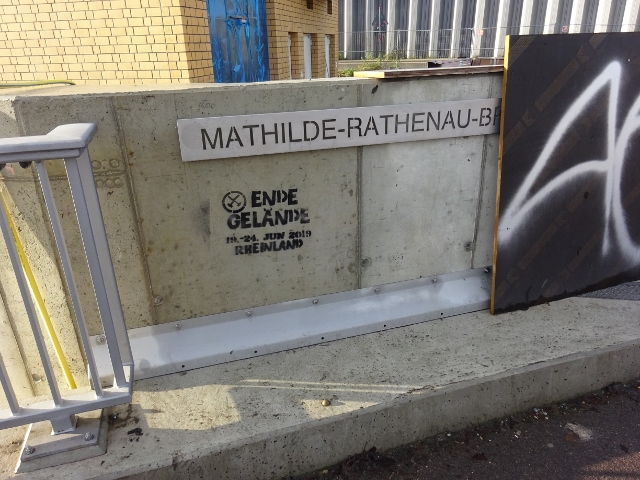 MATHILDE-RATHENAU-B
ENDE
GELÄNDE
19.-24. JUN 2019
RHEINLAND